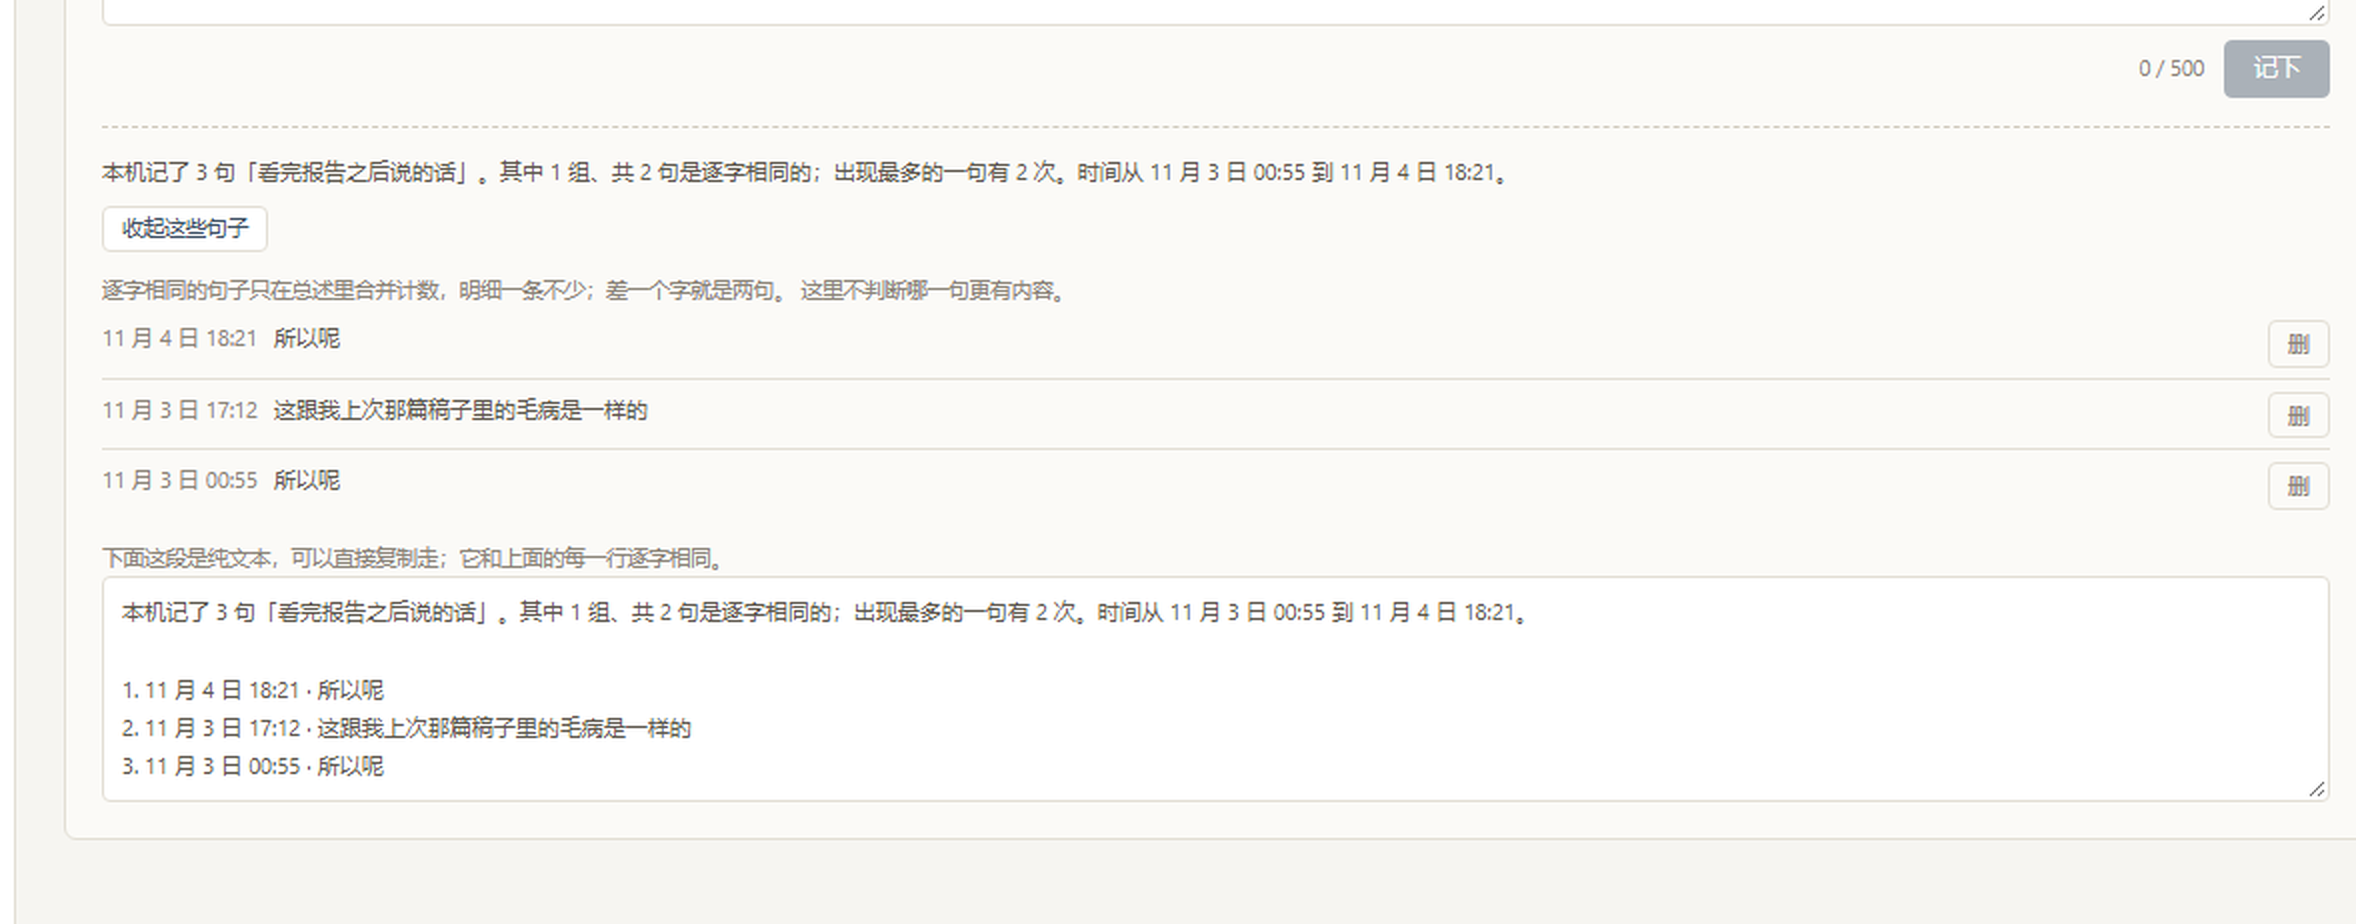 0 / 500 记下
本机记了 3 句「看完报告之后说的话」。其中 1 组、共 2 句是逐字相同的；出现最多的一句有 2 次。时间从 11 月 3 日 00:55 到 11 月 4 日 18:21。
收起这些句子
逐字相同的句子只在总述里合并计数，明细一条不少；差一个字就是两句。 这里不判断哪一句更有内容。
11 月 4 日 18:21 所以呢 删
11 月 3 日 17:12 这跟我上次那篇稿子里的毛病是一样的 删
11 月 3 日 00:55 所以呢 删
下面这段是纯文本，可以直接复制走；它和上面的每一行逐字相同。
本机记了 3 句「看完报告之后说的话」。其中 1 组、共 2 句是逐字相同的；出现最多的一句有 2 次。时间从 11 月 3 日 00:55 到 11 月 4 日 18:21。
1. 11 月 4 日 18:21 · 所以呢
2. 11 月 3 日 17:12 · 这跟我上次那篇稿子里的毛病是一样的
3. 11 月 3 日 00:55 · 所以呢